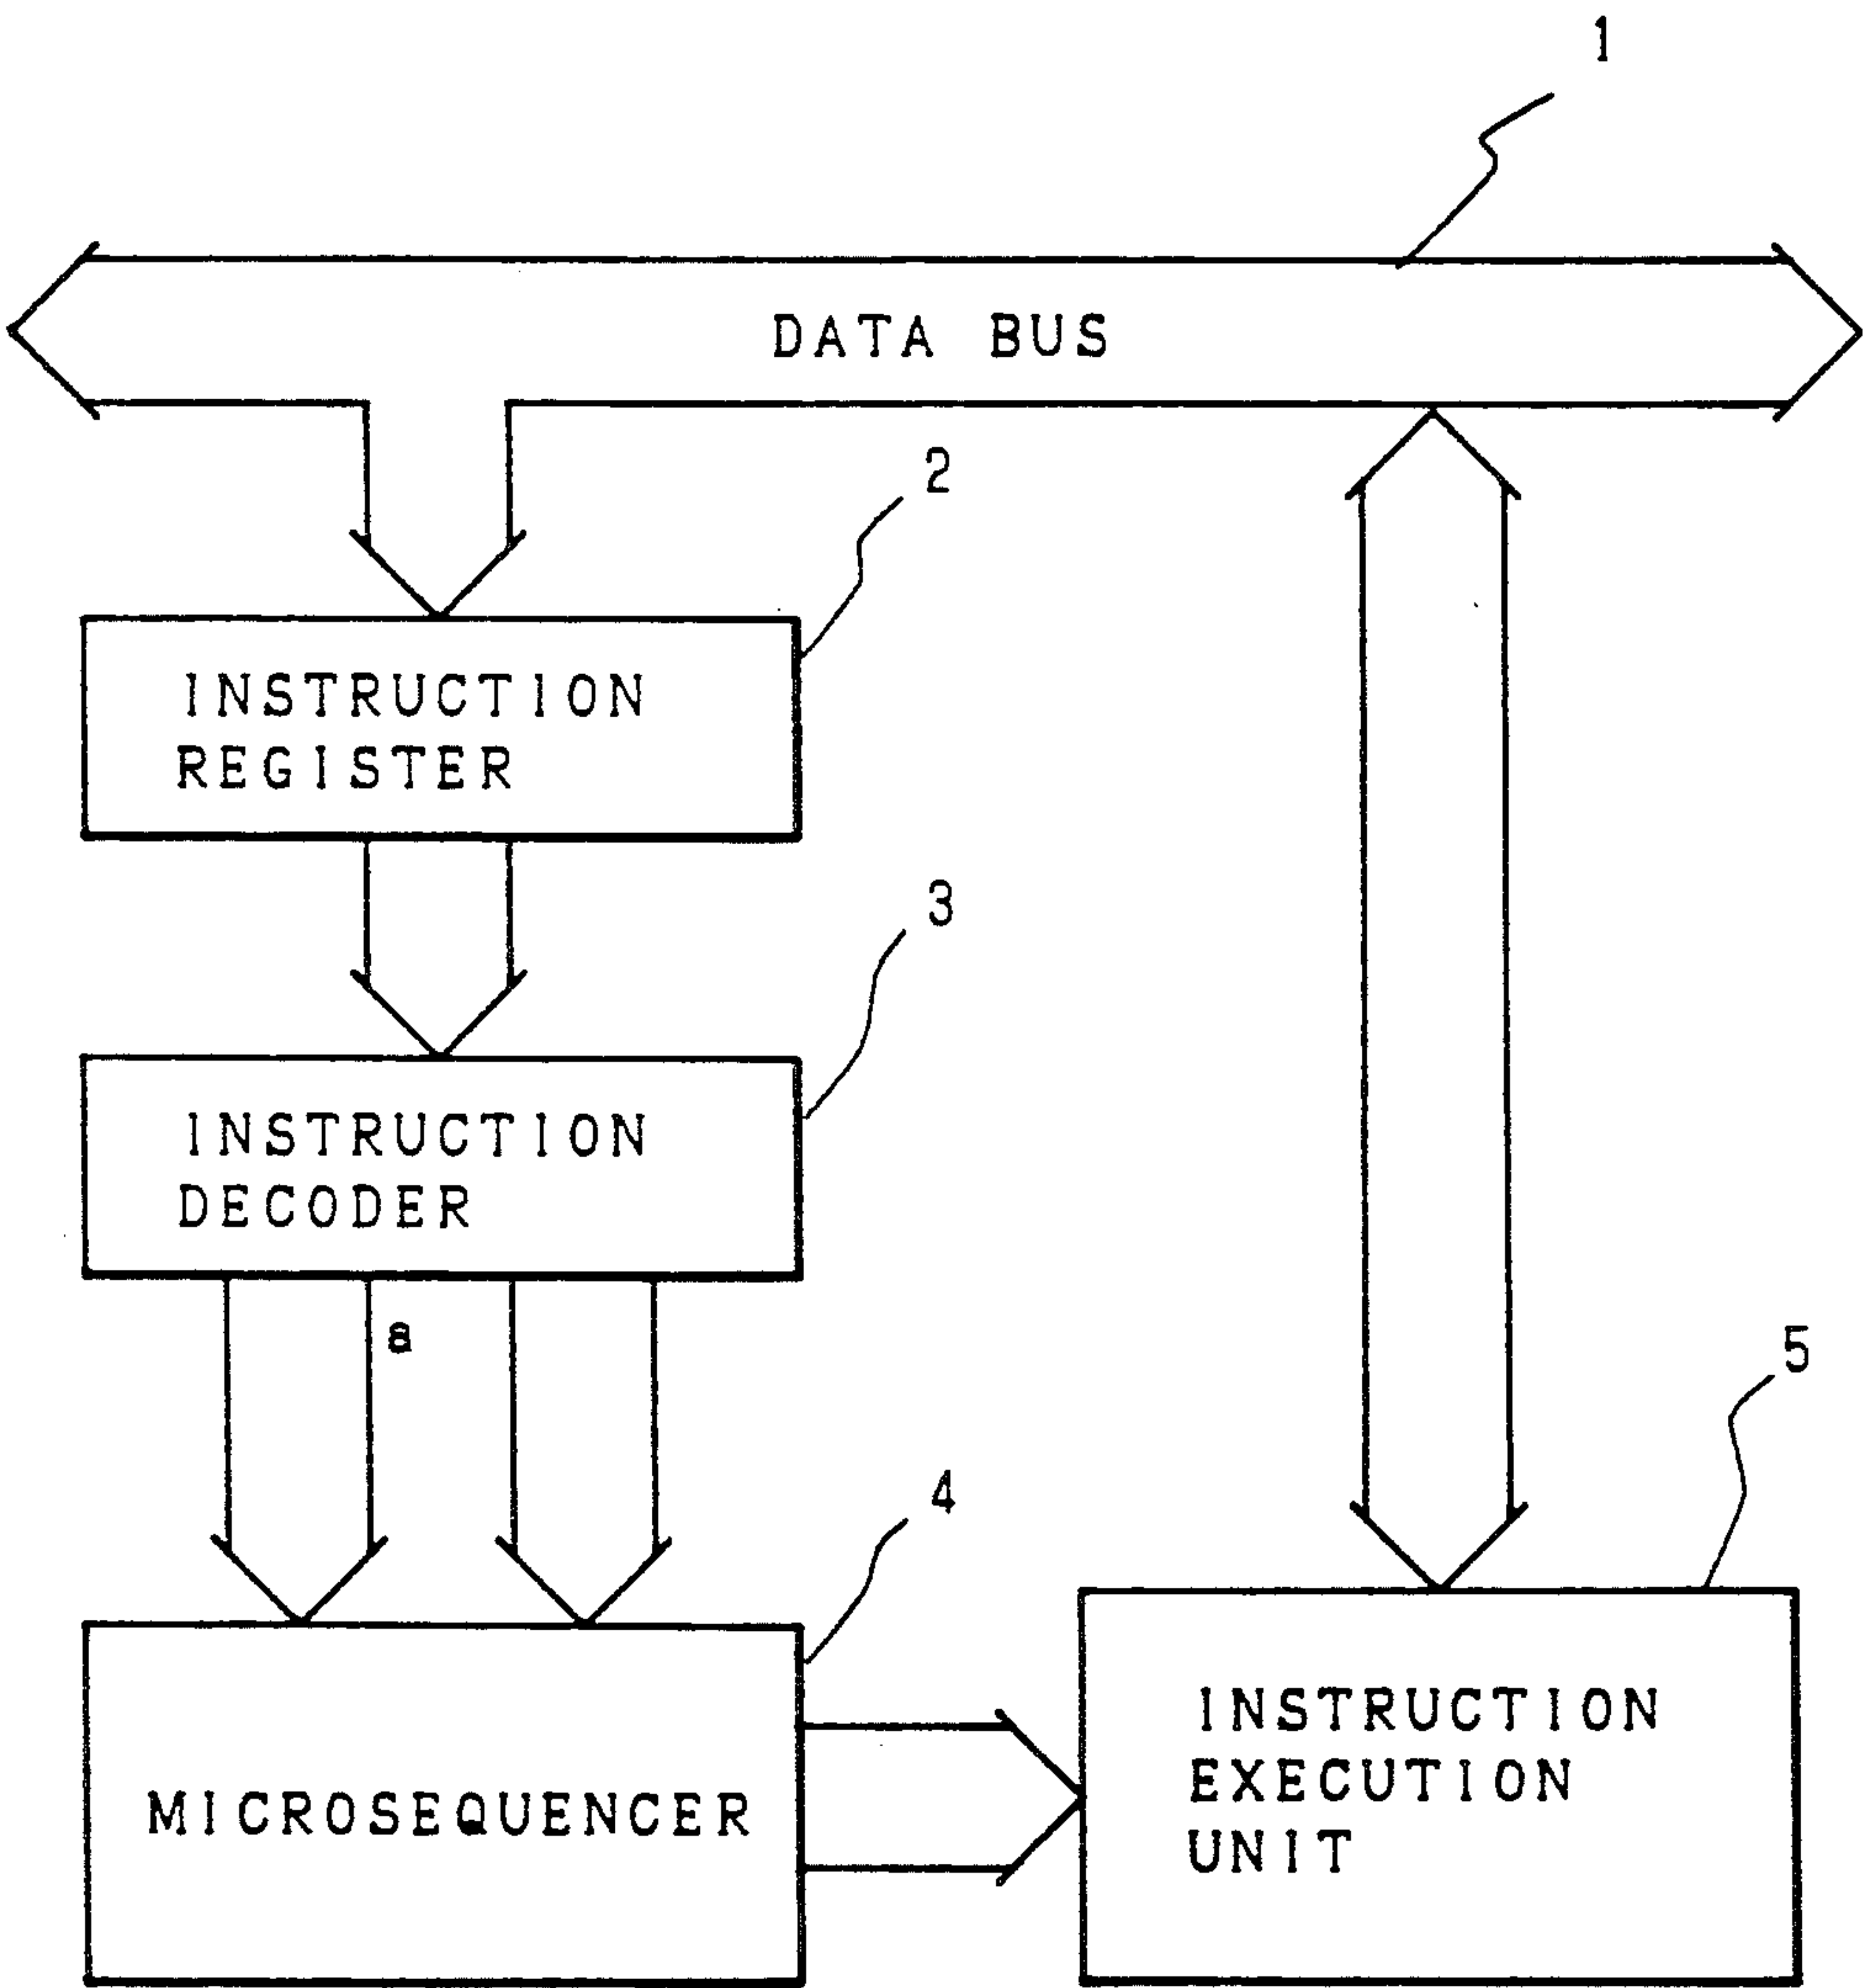 1
DATA BUS
2
INSTRUCTION
REGISTER
3
INSTRUCTION
DECODER
a
5
4
INSTRUCTION
EXECUTION
UNIT
MICROSEQUENCER